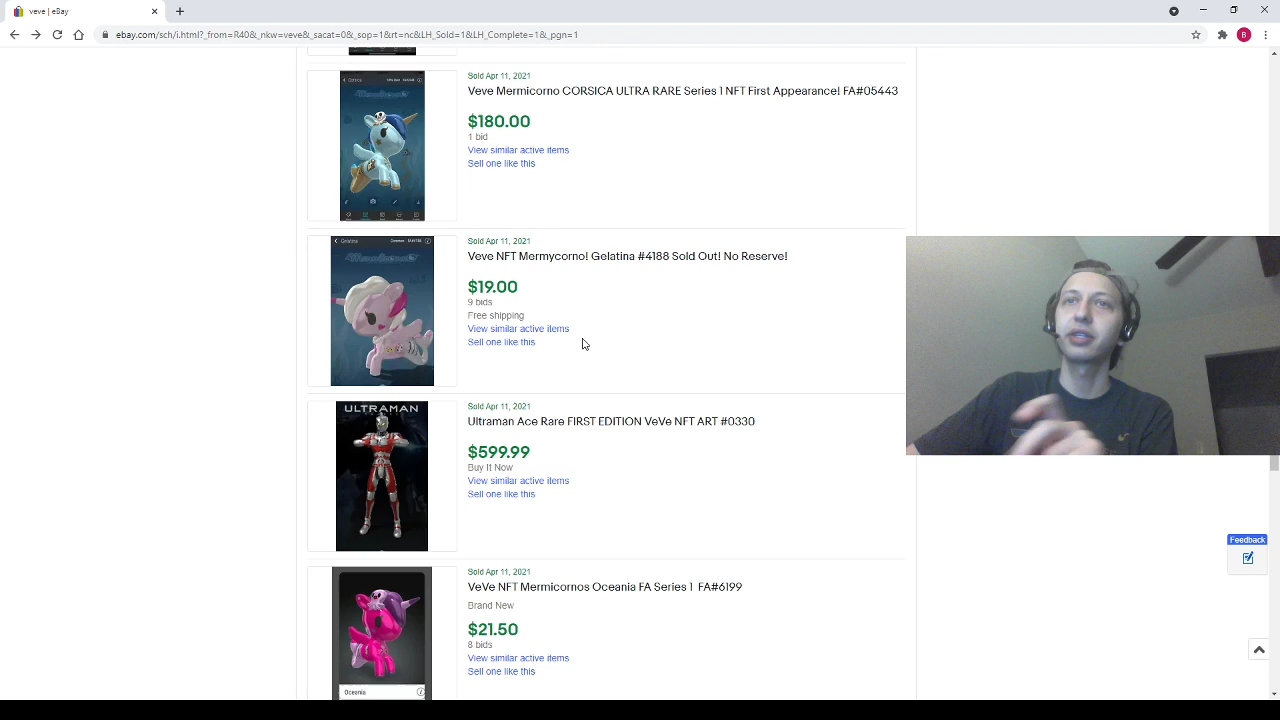 veve | eBay
ebay.com/sch/i.html?_from=R40&_nkw=veve&_sacat=0&_sop=1&rt=nc&LH_Sold=1&LH_Complete=1&_pgn=1
B
Sold Apr 11, 2021
Veve Mermicorno CORSICA ULTRA RARE Series 1 NFT First Appearance! FA#05443
$180.00
1 bid
View similar active items
Sell one like this
Corsica
Sold Apr 11, 2021
Veve NFT Mermycorno! Gelatina #4188 Sold Out! No Reserve!
$19.00
9 bids
Free shipping
View similar active items
Sell one like this
Gelatina
Common
Sold Apr 11, 2021
Ultraman Ace Rare FIRST EDITION VeVe NFT ART #0330
$599.99
Buy It Now
View similar active items
Sell one like this
ULTRAMAN
Feedback
Sold Apr 11, 2021
VeVe NFT Mermicornos Oceania FA Series 1 FA#6199
Brand New
$21.50
8 bids
View similar active items
Sell one like this
Oceania